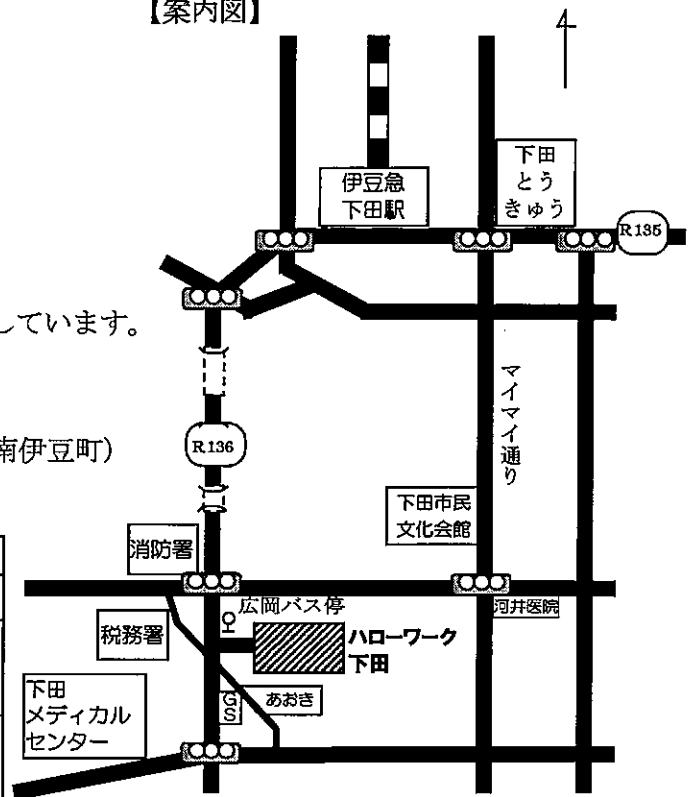 【案内図】
伊豆急
下田駅
下田
とう
きゅう
R135
しています。
マイマイ通り
南伊豆町）
R136
下田市民
文化会館
消防署
広岡バス停
河井医院
税務署
ハローワーク
下田
下田
メディカル
センター
GS
あおき